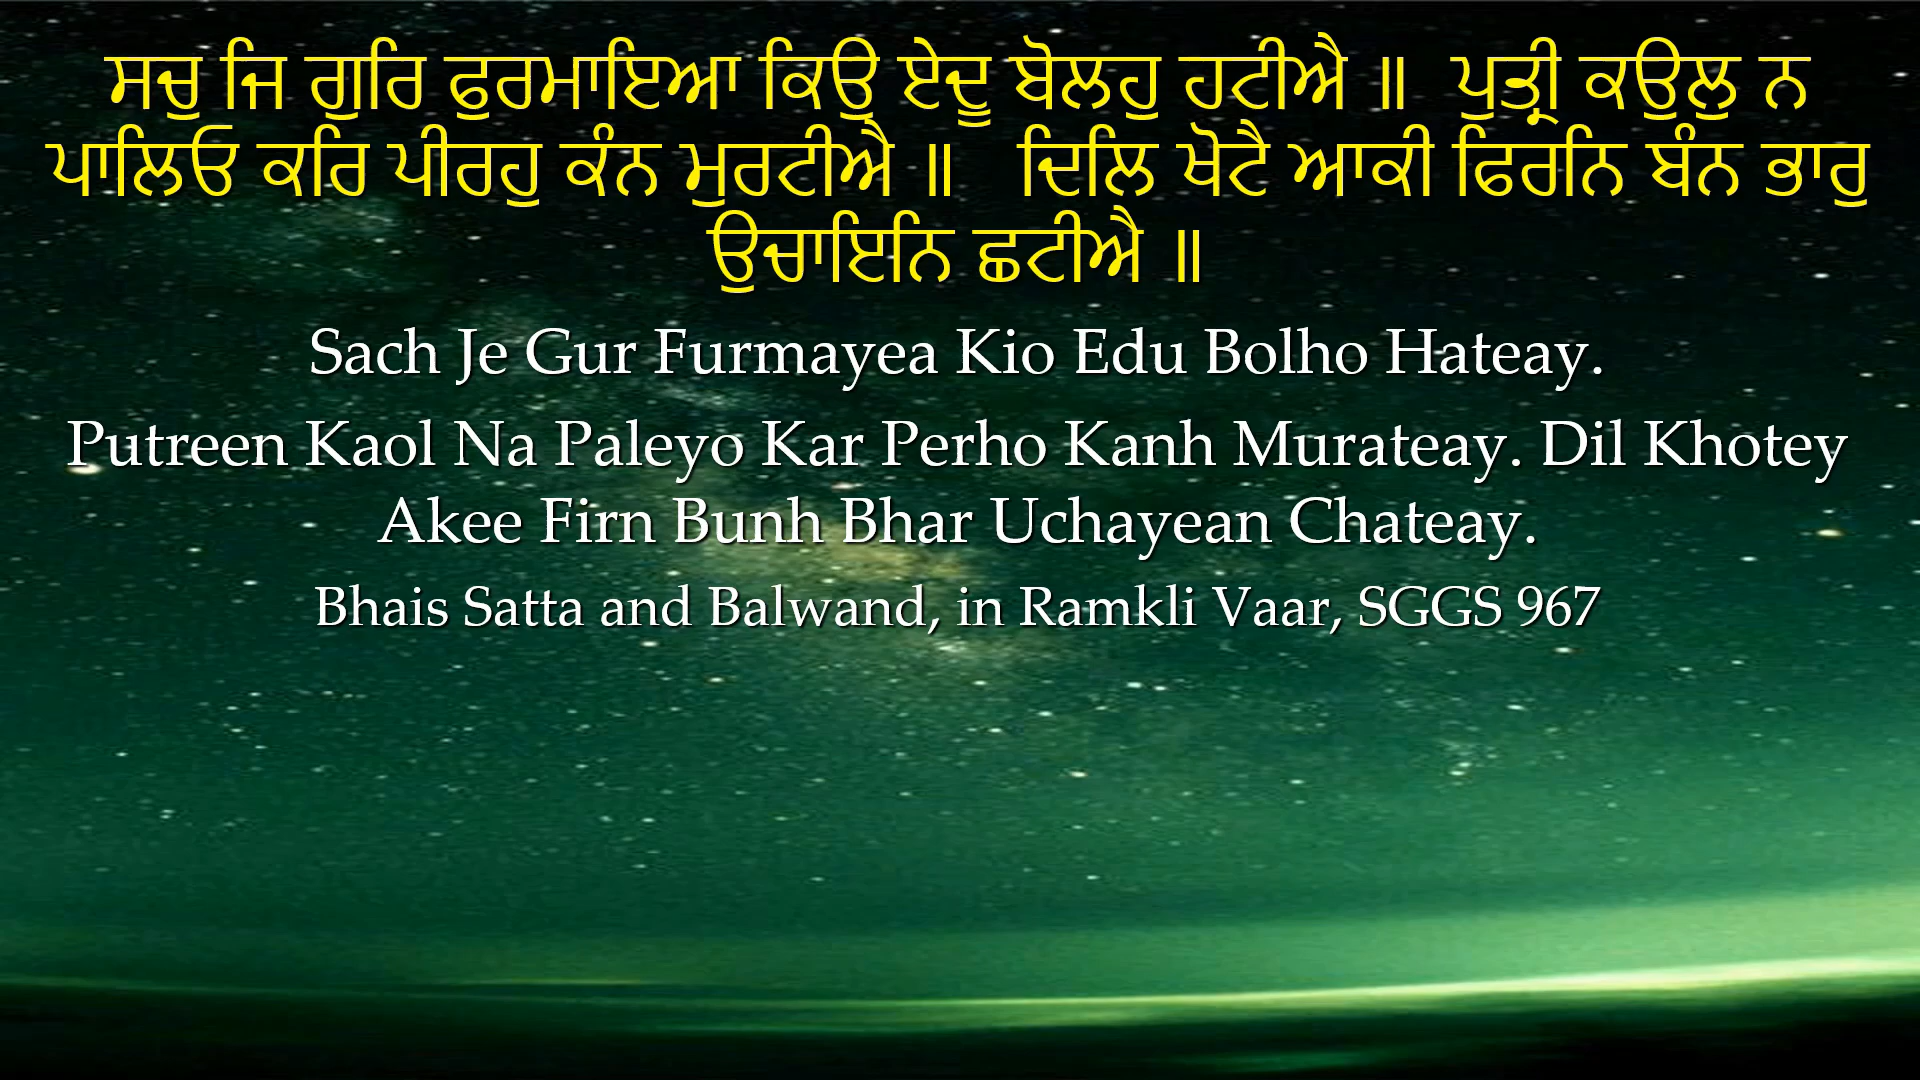 ਸਚੁ ਜਿ ਗੁਰਿ ਫੁਰਮਾਇਆ ਕਿਉ ਏਦੂ ਬੋਲਹੁ ਹਟੀਐ ॥ ਪੁਤ੍ਰੀ ਕਉਲੁ ਨ
ਪਾਲਿਓ ਕਰਿ ਪੀਰਹੁ ਕੰਨ ਮੁਰਟੀਐ ॥ ਦਿਲਿ ਖੋਟੈ ਆਕੀ ਫਿਰਨਿ ਬੰਨ ਭਾਰੁ
ਉਚਾਇਨਿ ਛਟੀਐ ॥
Sach Je Gur Furmayea Kio Edu Bolho Hateay.
Putreen Kaol Na Paleyo Kar Perho Kanh Murateay. Dil Khotey
Akee Firn Bunh Bhar Uchayean Chateay.
Bhais Satta and Balwand, in Ramkli Vaar, SGGS 967